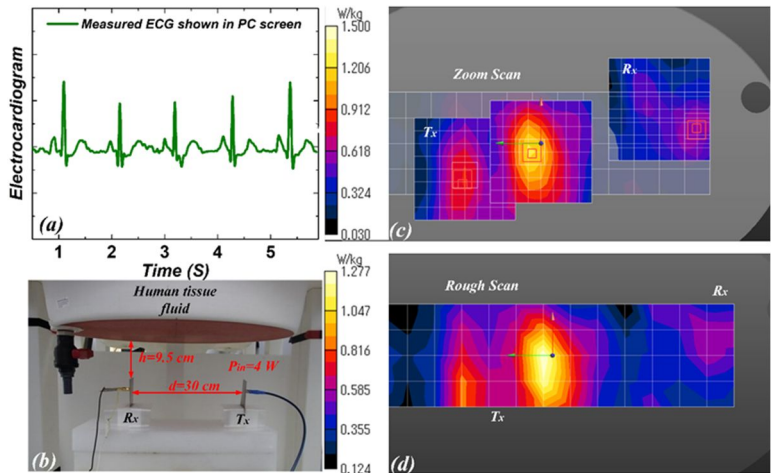 Measured ECG shown in PC screen
Electrocardiogram
1 2 3 4 5
Time (S)
(a)
W/kg
1.500
1.206
0.912
0.618
0.324
0.030
Zoom Scan
Tx
Rx
(c)
Human tissue
fluid
h=9.5 cm
Pin=4 W
d=30 cm
Rx
Tx
(b)
W/kg
1.277
1.047
0.816
0.585
0.355
0.124
Rough Scan
Rx
Tx
(d)